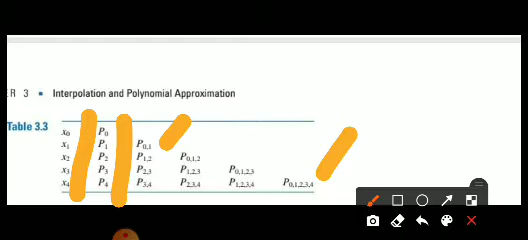 ER 3 • Interpolation and Polynomial Approximation
Table 3.3
x0 P0
x1 P1 P0,1
x2 P2 P1,2 P0,1,2
x3 P3 P2,3 P1,2,3 P0,1,2,3
x4 P4 P3,4 P2,3,4 P1,2,3,4 P0,1,2,3,4